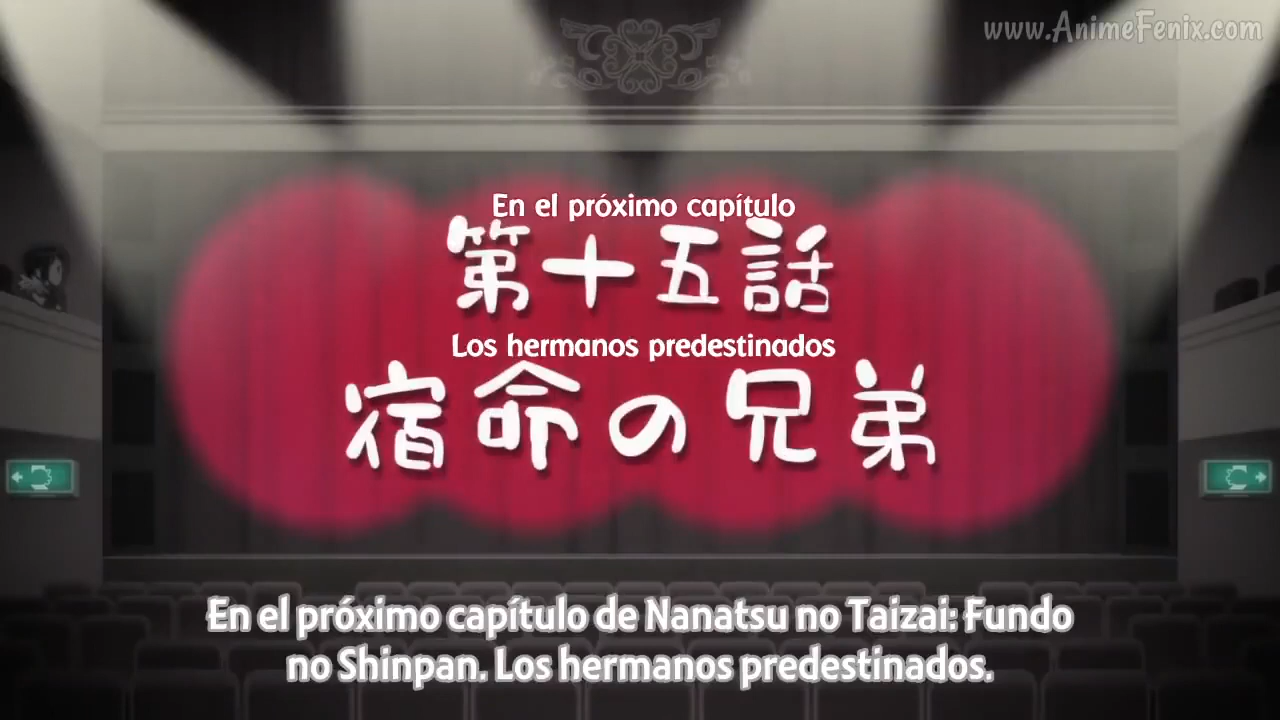 www.AnimeFenix.com
En el próximo capítulo
第十五話
Los hermanos predestinados
宿命の兄弟
En el próximo capítulo de Nanatsu no Taizai: Fundo
no Shinpan. Los hermanos predestinados.